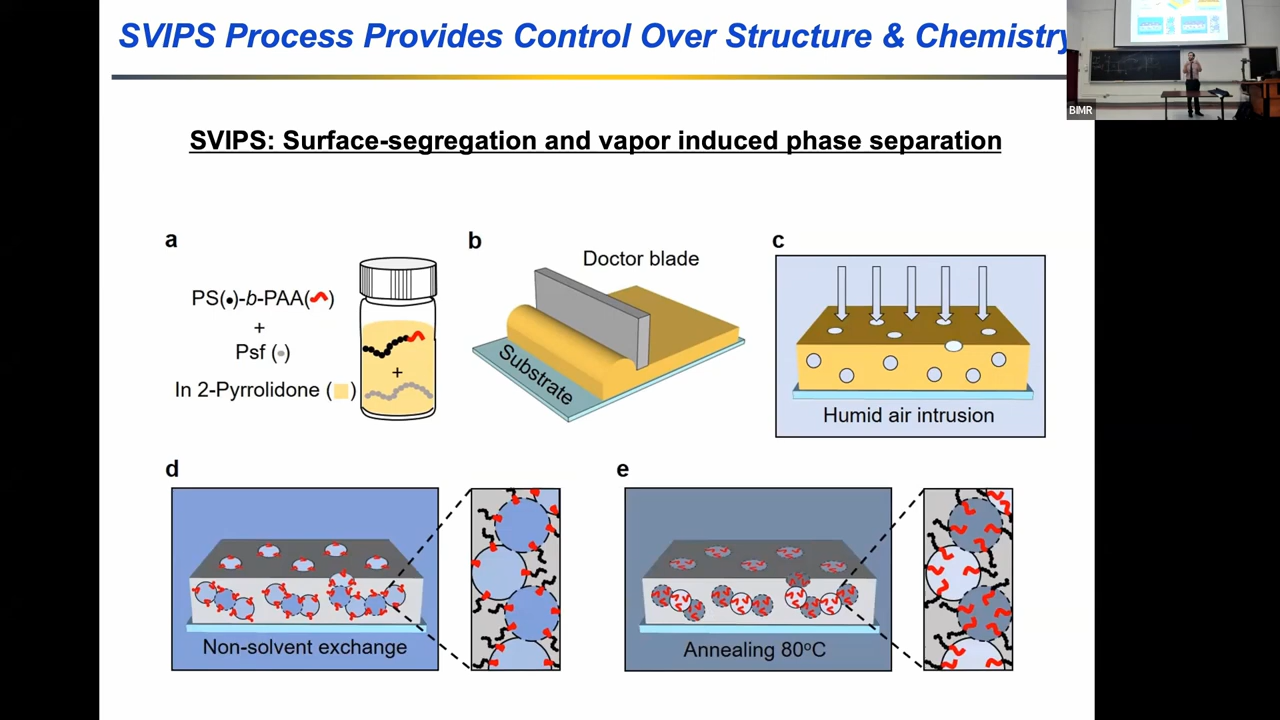 SVIPS Process Provides Control Over Structure & Chemistry
BIMR
SVIPS: Surface-segregation and vapor induced phase separation
a
PS(•)-b-PAA( )
+
Psf ( )
In 2-Pyrrolidone ( )
+
b
Doctor blade
Substrate
c
Humid air intrusion
d
Non-solvent exchange
e
Annealing 80°C